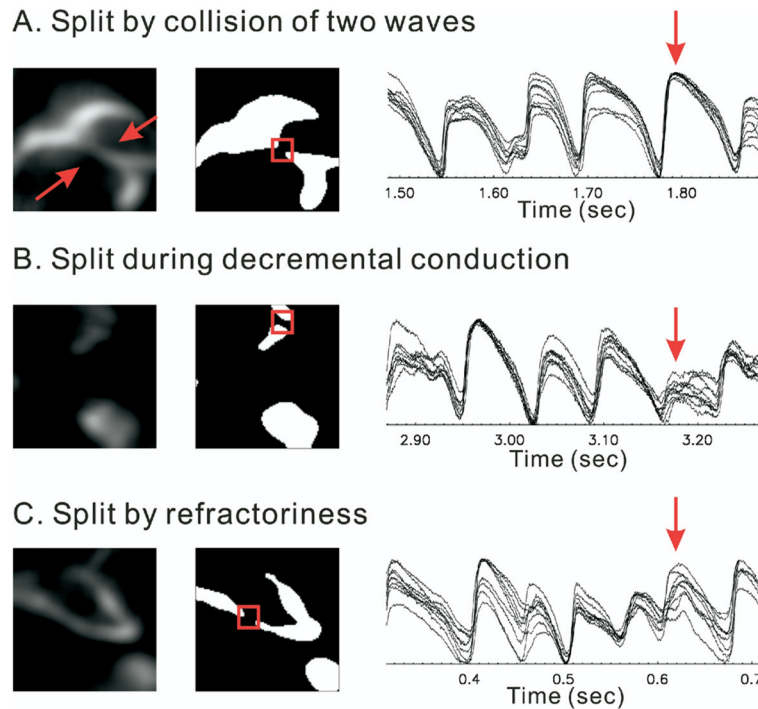 A. Split by collision of two waves
1.50 1.60 1.70 1.80
Time (sec)
B. Split during decremental conduction
2.90 3.00 3.10 3.20
Time (sec)
C. Split by refractoriness
0.4 0.5 0.6 0.7
Time (sec)